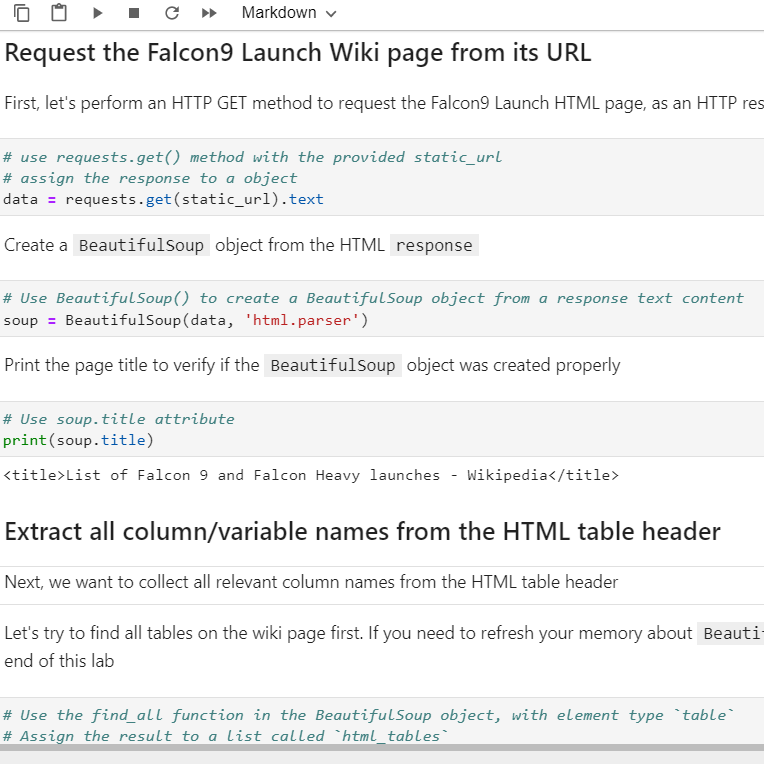 Markdown
Request the Falcon9 Launch Wiki page from its URL
First, let's perform an HTTP GET method to request the Falcon9 Launch HTML page, as an HTTP res
# use requests.get() method with the provided static_url
# assign the response to a object
data = requests.get(static_url).text
Create a BeautifulSoup object from the HTML response
# Use BeautifulSoup() to create a BeautifulSoup object from a response text content
soup = BeautifulSoup(data, 'html.parser')
Print the page title to verify if the BeautifulSoup object was created properly
# Use soup.title attribute
print(soup.title)
<title>List of Falcon 9 and Falcon Heavy launches - Wikipedia</title>
Extract all column/variable names from the HTML table header
Next, we want to collect all relevant column names from the HTML table header
Let's try to find all tables on the wiki page first. If you need to refresh your memory about Beauti
end of this lab
# Use the find_all function in the BeautifulSoup object, with element type `table`
# Assign the result to a list called `html_tables`